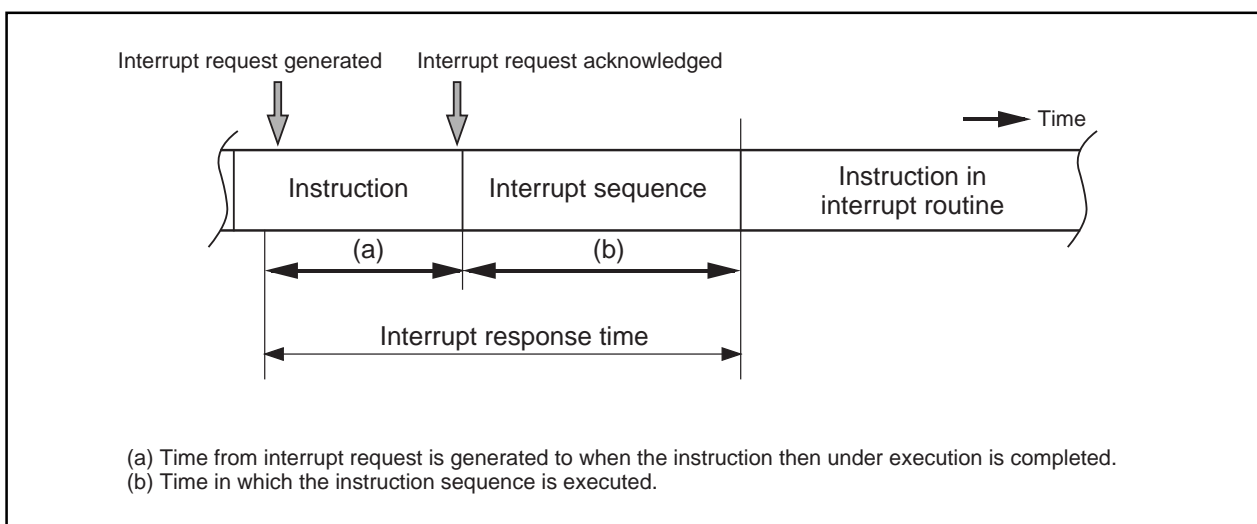 Interrupt request generated
Interrupt request acknowledged
Time
Instruction
Interrupt sequence
Instruction in
interrupt routine
(a)
(b)
Interrupt response time
(a) Time from interrupt request is generated to when the instruction then under execution is completed.
(b) Time in which the instruction sequence is executed.